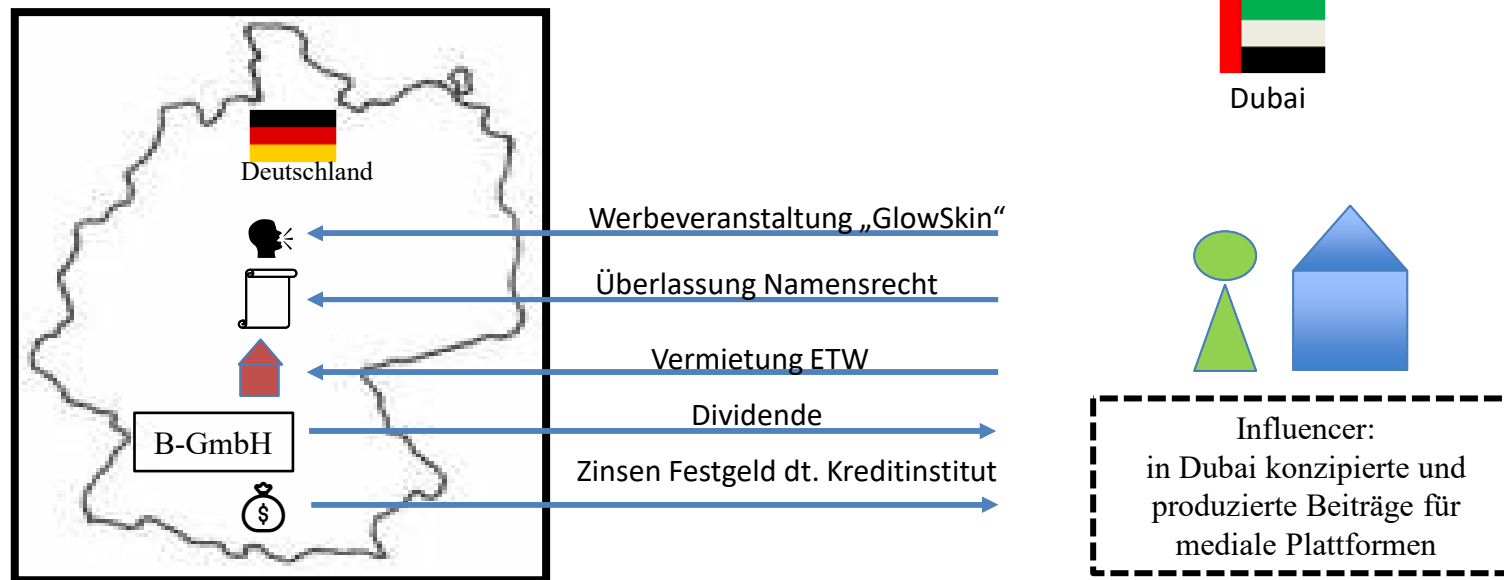 Dubai
Deutschland
Werbeveranstaltung „GlowSkin“
Überlassung Namensrecht
Vermietung ETW
Dividende
B-GmbH
Zinsen Festgeld dt. Kreditinstitut
$
Influencer:
in Dubai konzipierte und
produzierte Beiträge für
mediale Plattformen